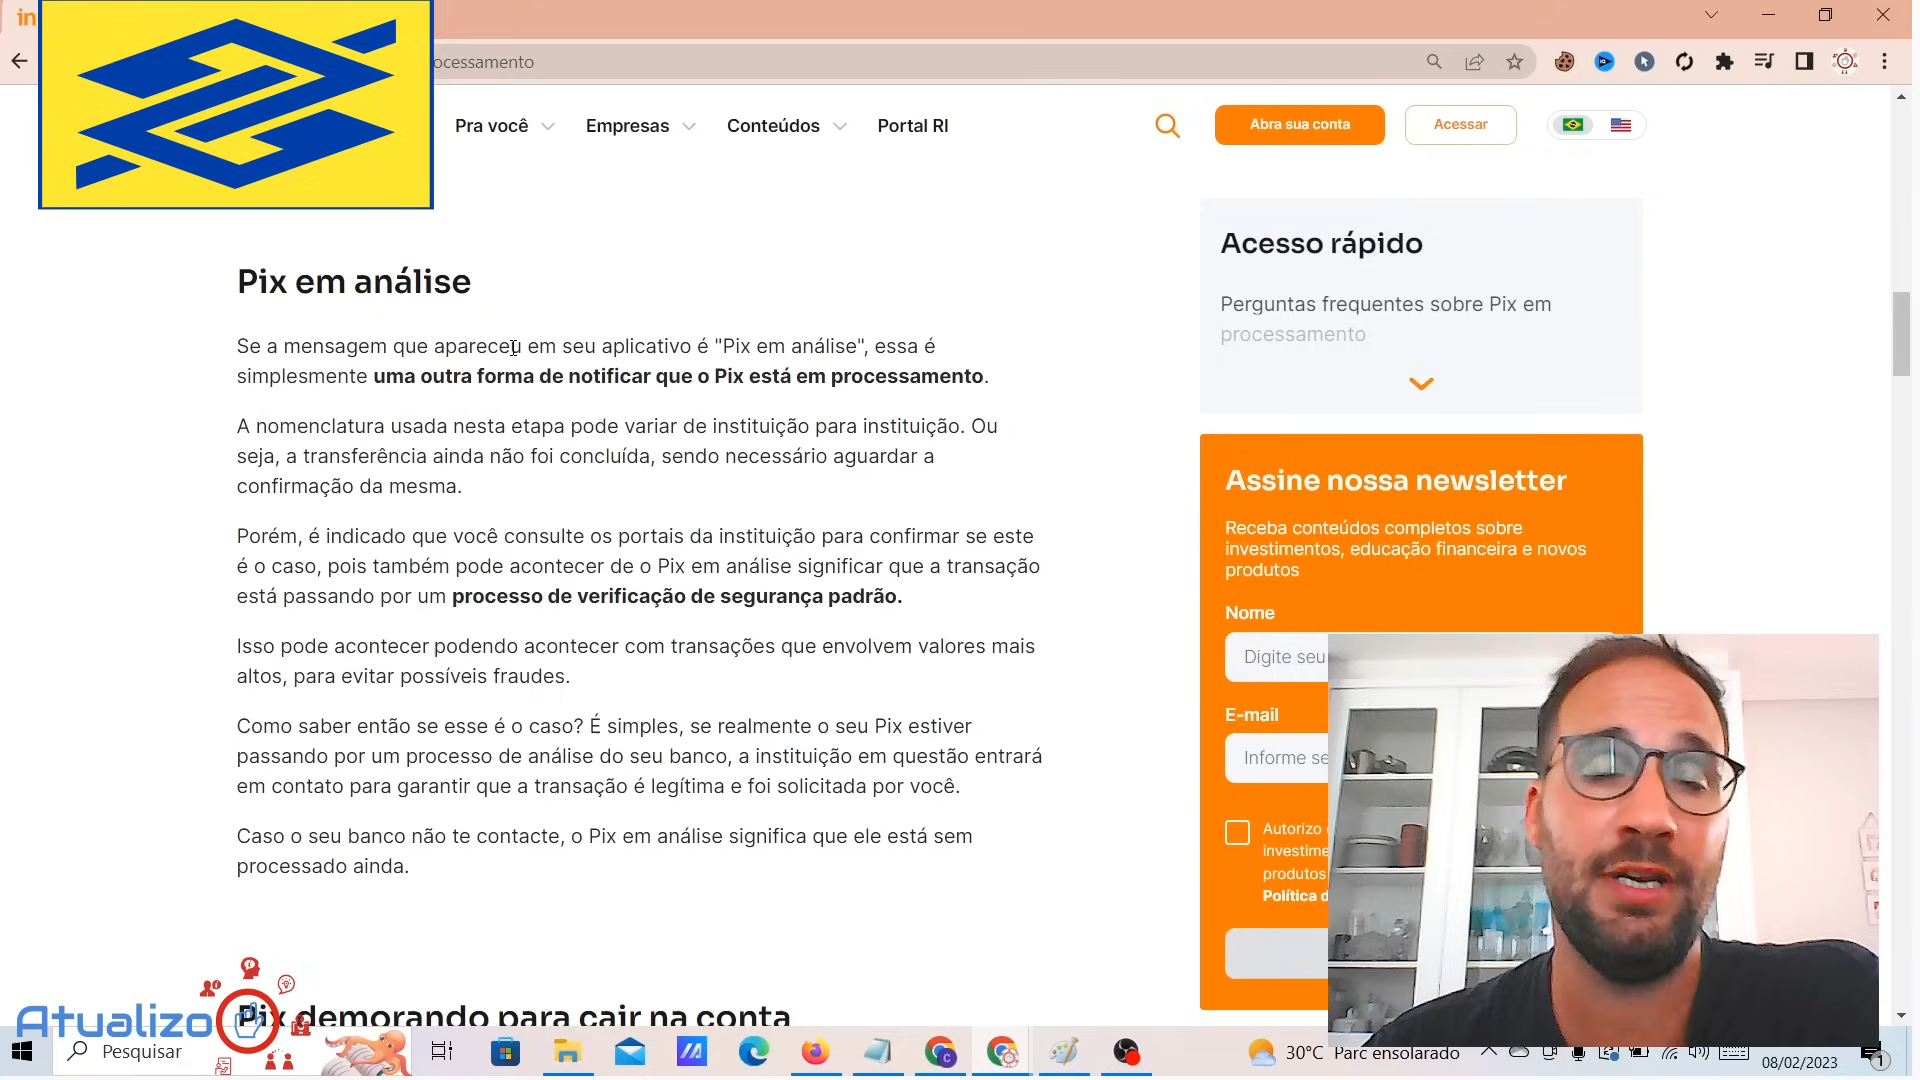 in
ocessamento
Pra você
Empresas
Conteúdos
Portal RI
Abra sua conta
Acessar
Pix em análise
Se a mensagem que apareceu em seu aplicativo é "Pix em análise", essa é
simplesmente uma outra forma de notificar que o Pix está em processamento.
A nomenclatura usada nesta etapa pode variar de instituição para instituição. Ou
seja, a transferência ainda não foi concluída, sendo necessário aguardar a
confirmação da mesma.
Porém, é indicado que você consulte os portais da instituição para confirmar se este
é o caso, pois também pode acontecer de o Pix em análise significar que a transação
está passando por um processo de verificação de segurança padrão.
Isso pode acontecer podendo acontecer com transações que envolvem valores mais
altos, para evitar possíveis fraudes.
Como saber então se esse é o caso? É simples, se realmente o seu Pix estiver
passando por um processo de análise do seu banco, a instituição em questão entrará
em contato para garantir que a transação é legítima e foi solicitada por você.
Caso o seu banco não te contacte, o Pix em análise significa que ele está sem
processado ainda.
Pix demorando para cair na conta
Acesso rápido
Perguntas frequentes sobre Pix em
processamento
Assine nossa newsletter
Receba conteúdos completos sobre
investimentos, educação financeira e novos
produtos
Nome
Digite seu
E-mail
Informe se
Autorizo
investime
produtos
Política d
Atualizo
Pesquisar
30°C Parc ensolarado
08/02/2023
1